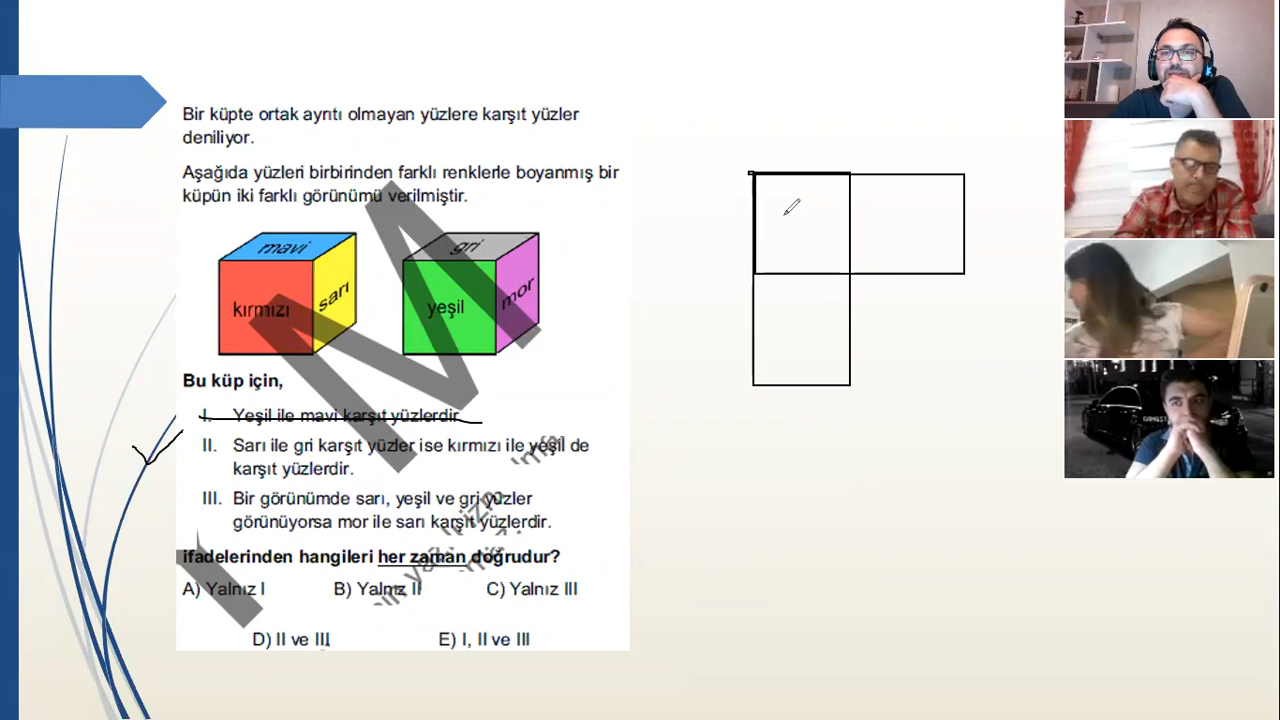 Bir küpte ortak ayrıtı olmayan yüzlere karşıt yüzler
deniliyor.
Aşağıda yüzleri birbirinden farklı renklerle boyanmış bir
küpün iki farklı görünümü verilmiştir.
mavi
kırmızı
sarı
gri
yeşil
mor
Bu küp için,
I. Yeşil ile mavi karşıt yüzlerdir
II. Sarı ile gri karşıt yüzler ise kırmızı ile yeşil de
karşıt yüzlerdir.
III. Bir görünümde sarı, yeşil ve gri yüzler
görünüyorsa mor ile sarı karşıt yüzlerdir.
ifadelerinden hangileri her zaman doğrudur?
A) Yalnız I B) Yalnız II C) Yalnız III
D) II ve III E) I, II ve III